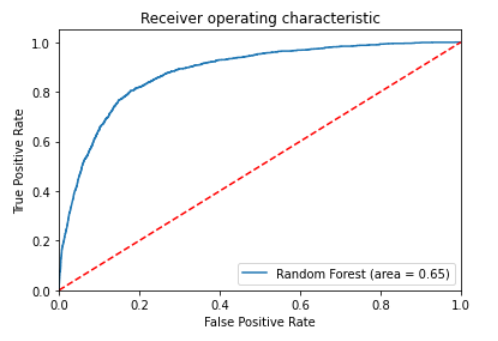 Receiver operating characteristic
True Positive Rate
1.0
0.8
0.6
0.4
0.2
0.0
Random Forest (area = 0.65)
0.0 0.2 0.4 0.6 0.8 1.0
False Positive Rate